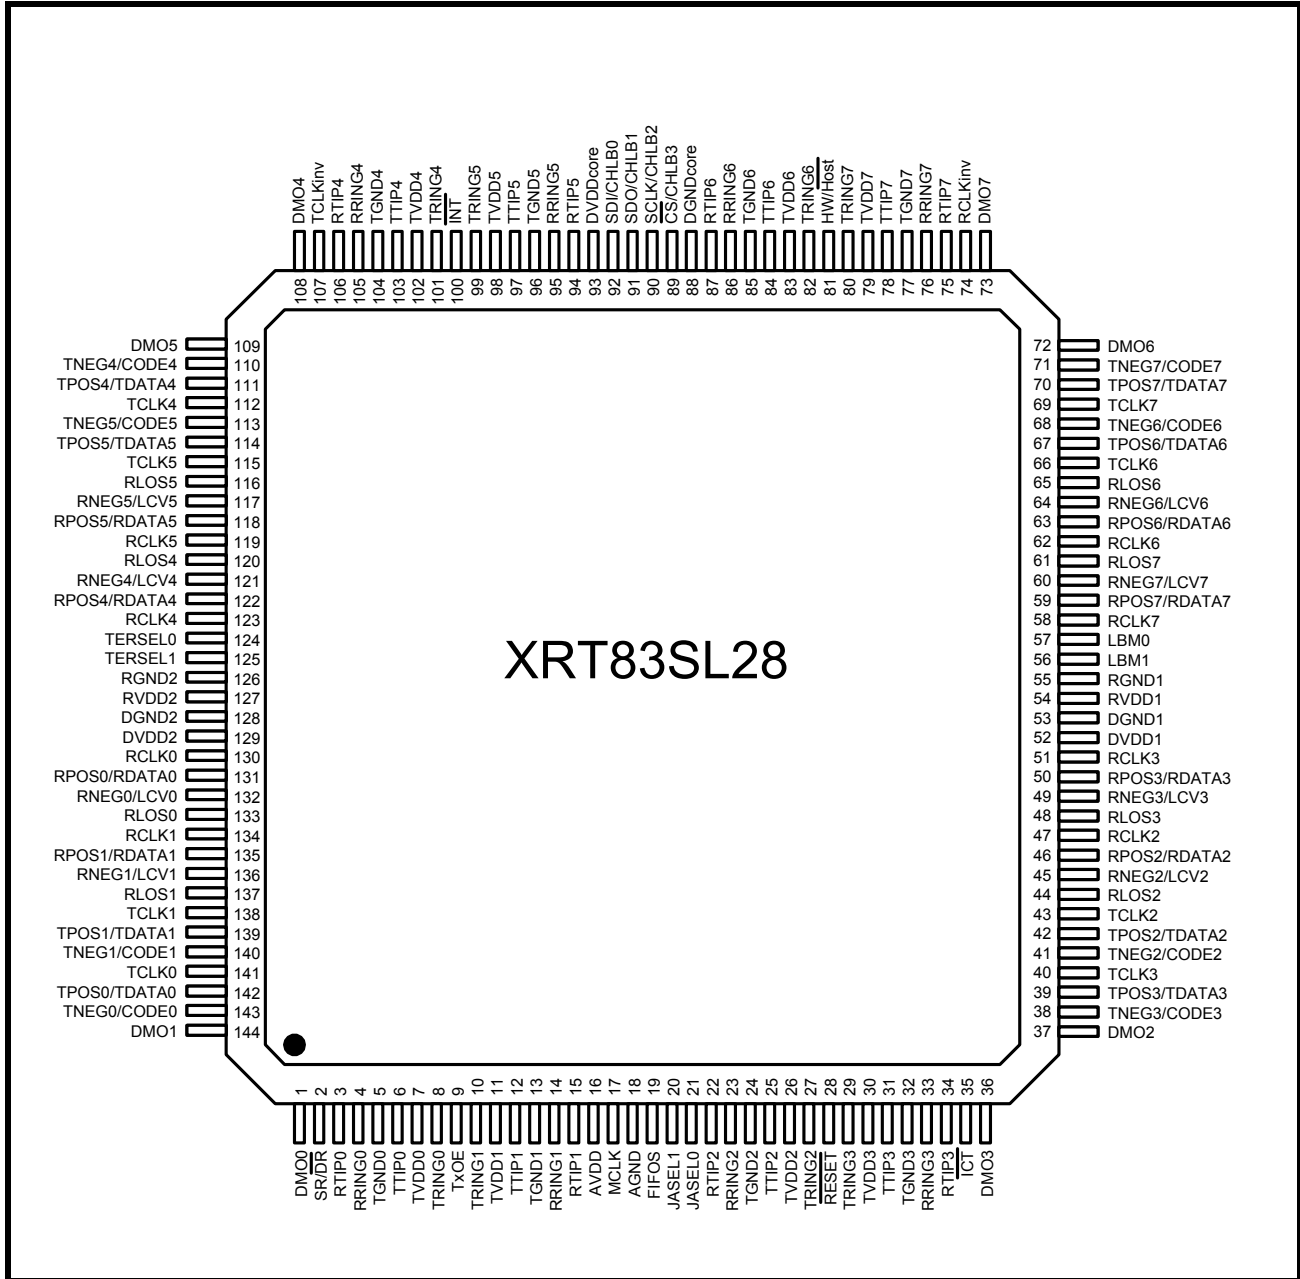 DMO4
TCLKinv
RTIP4
RRING4
TGND4
TTIP4
TVDD4
TRING4
INT
TRING5
TVDD5
TTIP5
TGND5
RRING5
RTIP5
DVDDcore
SDI/CHLB0
SDO/CHLB1
SCLK/CHLB2
CS/CHLB3
DGNDcore
RTIP6
RRING6
TGND6
TTIP6
TVDD6
TRING6
HW/Host
TRING7
TVDD7
TTIP7
TGND7
RRING7
RTIP7
RCLKinv
DMO7
108
107
106
105
104
103
102
101
100
99
98
97
96
95
94
93
92
91
90
89
88
87
86
85
84
83
82
81
80
79
78
77
76
75
74
73
DMO5 109
TNEG4/CODE4 110
TPOS4/TDATA4 111
TCLK4 112
TNEG5/CODE5 113
TPOS5/TDATA5 114
TCLK5 115
RLOS5 116
RNEG5/LCV5 117
RPOS5/RDATA5 118
RCLK5 119
RLOS4 120
RNEG4/LCV4 121
RPOS4/RDATA4 122
RCLK4 123
TERSEL0 124
TERSEL1 125
RGND2 126
RVDD2 127
DGND2 128
DVDD2 129
RCLK0 130
RPOS0/RDATA0 131
RNEG0/LCV0 132
RLOS0 133
RCLK1 134
RPOS1/RDATA1 135
RNEG1/LCV1 136
RLOS1 137
TCLK1 138
TPOS1/TDATA1 139
TNEG1/CODE1 140
TCLK0 141
TPOS0/TDATA0 142
TNEG0/CODE0 143
DMO1 144
XRT83SL28
72 DMO6
71 TNEG7/CODE7
70 TPOS7/TDATA7
69 TCLK7
68 TNEG6/CODE6
67 TPOS6/TDATA6
66 TCLK6
65 RLOS6
64 RNEG6/LCV6
63 RPOS6/RDATA6
62 RCLK6
61 RLOS7
60 RNEG7/LCV7
59 RPOS7/RDATA7
58 RCLK7
57 LBM0
56 LBM1
55 RGND1
54 RVDD1
53 DGND1
52 DVDD1
51 RCLK3
50 RPOS3/RDATA3
49 RNEG3/LCV3
48 RLOS3
47 RCLK2
46 RPOS2/RDATA2
45 RNEG2/LCV2
44 RLOS2
43 TCLK2
42 TPOS2/TDATA2
41 TNEG2/CODE2
40 TCLK3
39 TPOS3/TDATA3
38 TNEG3/CODE3
37 DMO2
1
2
3
4
5
6
7
8
9
10
11
12
13
14
15
16
17
18
19
20
21
22
23
24
25
26
27
28
29
30
31
32
33
34
35
36
DMO0
SR/DR
RTIP0
RRING0
TGND0
TTIP0
TVDD0
TRING0
TxOE
TRING1
TVDD1
TTIP1
TGND1
RRING1
RTIP1
AVDD
MCLK
AGND
FIFOS
JASEL1
JASEL0
RTIP2
RRING2
TGND2
TTIP2
TVDD2
TRING2
RESET
TRING3
TVDD3
TTIP3
TGND3
RRING3
RTIP3
ICT
DMO3